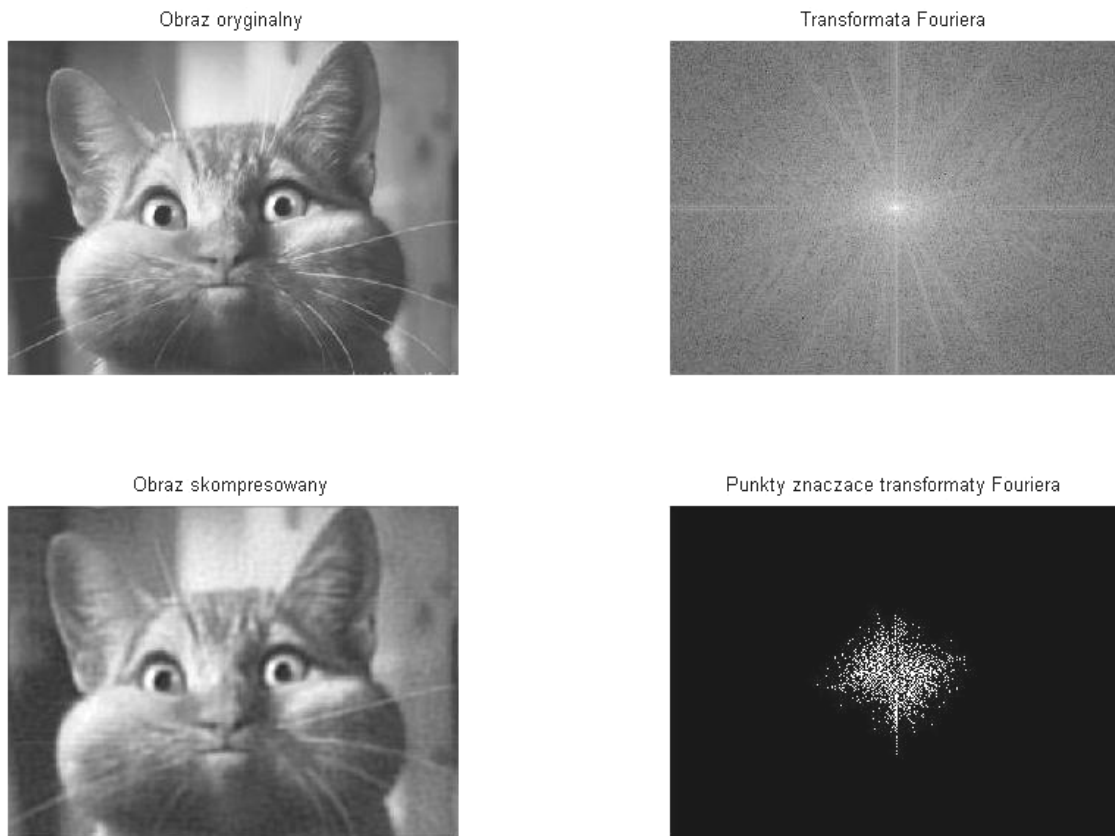 Obraz oryginalny
Transformata Fouriera
Obraz skompresowany
Punkty znaczace transformaty Fouriera